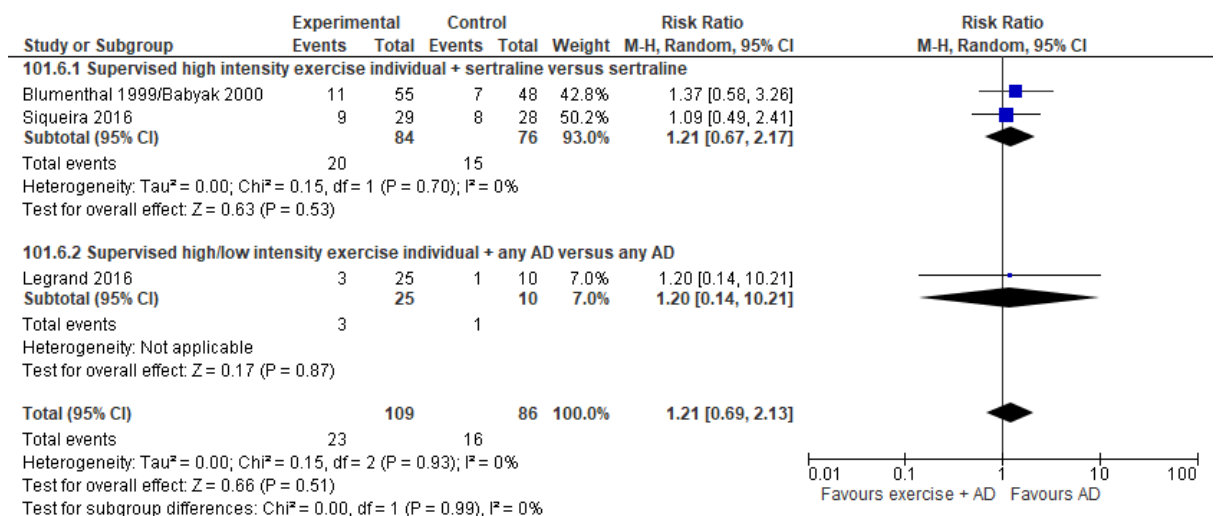 Experimental Control Risk Ratio Risk Ratio
Study or Subgroup Events Total Events Total Weight M-H, Random, 95% CI M-H, Random, 95% CI
101.6.1 Supervised high intensity exercise individual + sertraline versus sertraline
Blumenthal 1999/Babyak 2000 11 55 7 48 42.8% 1.37 [0.58, 3.26]
Siqueira 2016 9 29 8 28 50.2% 1.09 [0.49, 2.41]
Subtotal (95% CI) 84 76 93.0% 1.21 [0.67, 2.17]
Total events 20 15
Heterogeneity: Tau² = 0.00; Chi² = 0.15, df = 1 (P = 0.70); I² = 0%
Test for overall effect: Z = 0.63 (P = 0.53)
101.6.2 Supervised high/low intensity exercise individual + any AD versus any AD
Legrand 2016 3 25 1 10 7.0% 1.20 [0.14, 10.21]
Subtotal (95% CI) 25 10 7.0% 1.20 [0.14, 10.21]
Total events 3 1
Heterogeneity: Not applicable
Test for overall effect: Z = 0.17 (P = 0.87)
Total (95% CI) 109 86 100.0% 1.21 [0.69, 2.13]
Total events 23 16
Heterogeneity: Tau² = 0.00; Chi² = 0.15, df = 2 (P = 0.93); I² = 0%
Test for overall effect: Z = 0.66 (P = 0.51)
Test for subgroup differences: Chi² = 0.00, df = 1 (P = 0.99), I² = 0%
0.01 0.1 1 10 100
Favours exercise + AD Favours AD